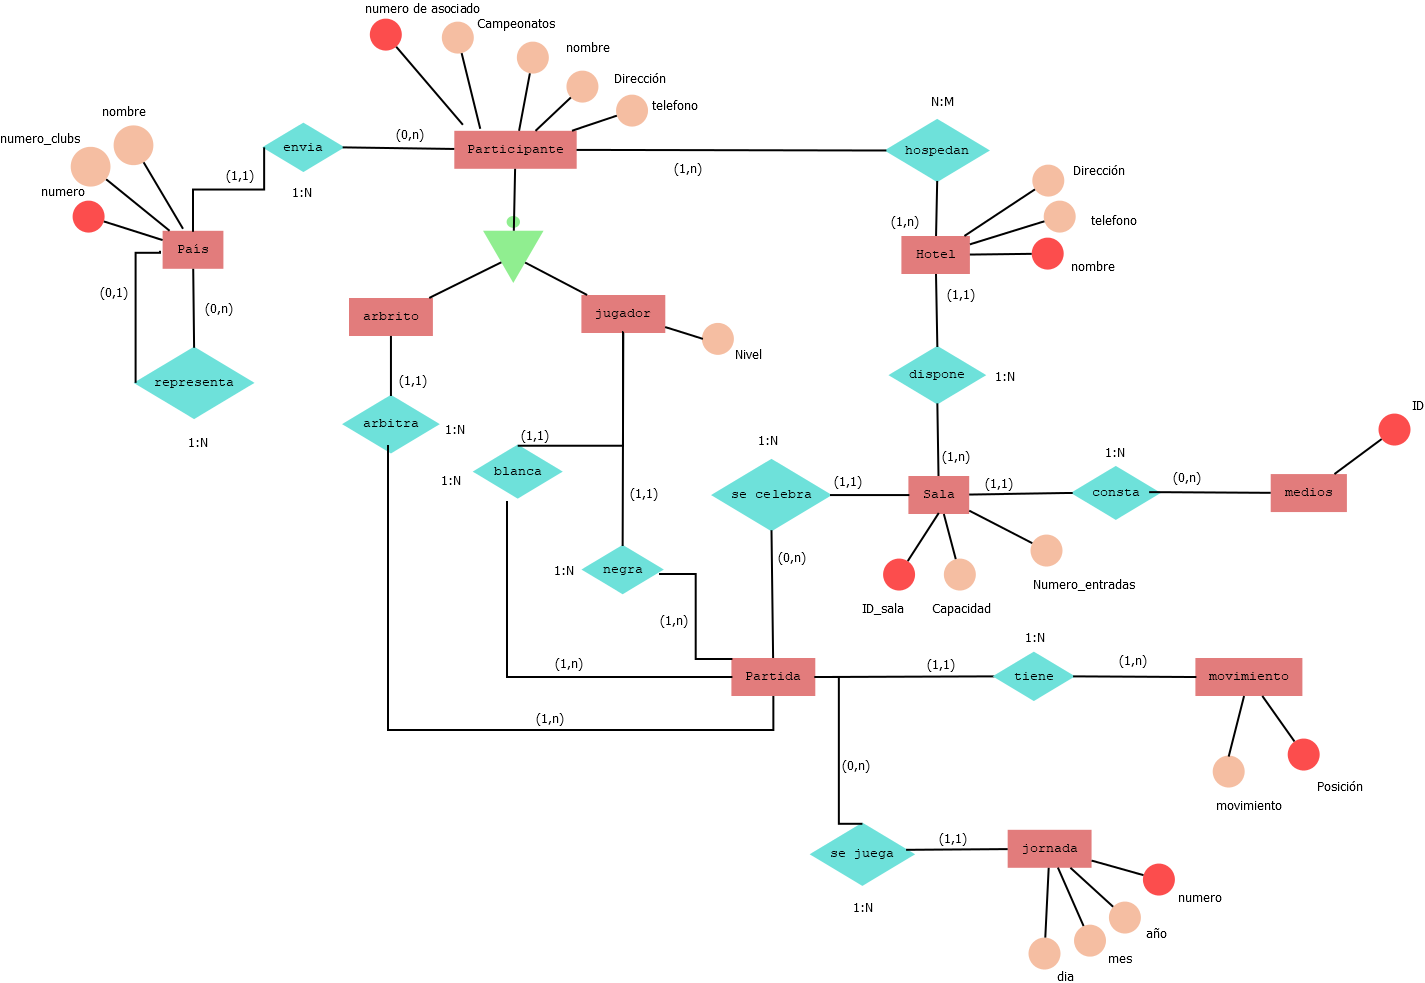 numero de asociado
Campeonatos
nombre
Dirección
telefono
nombre
numero_clubs
numero
envia
(0,n)
(1,1)
1:N
Participante
(1,n)
N:M
hospedan
Dirección
telefono
nombre
(1,n)
Hotel
País
(0,1)
(0,n)
representa
1:N
arbrito
jugador
Nivel
(1,1)
arbitra
1:N
(1,1)
blanca
1:N
(1,1)
negra
1:N
(1,n)
(1,n)
(1,n)
(1,1)
dispone
1:N
(1,n)
1:N
se celebra
(1,1)
Sala
(1,1)
1:N
consta
(0,n)
medios
ID
(0,n)
ID_sala
Capacidad
Numero_entradas
Partida
(1,1)
1:N
tiene
(1,n)
movimiento
movimiento
Posición
(0,n)
se juega
1:N
(1,1)
jornada
numero
año
mes
dia